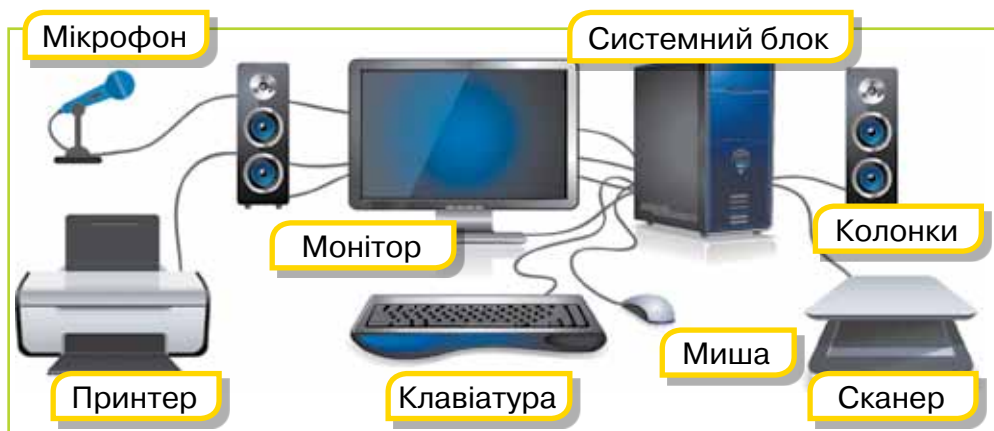 Мікрофон
Системний блок
Монітор
Колонки
Миша
Принтер
Клавіатура
Сканер